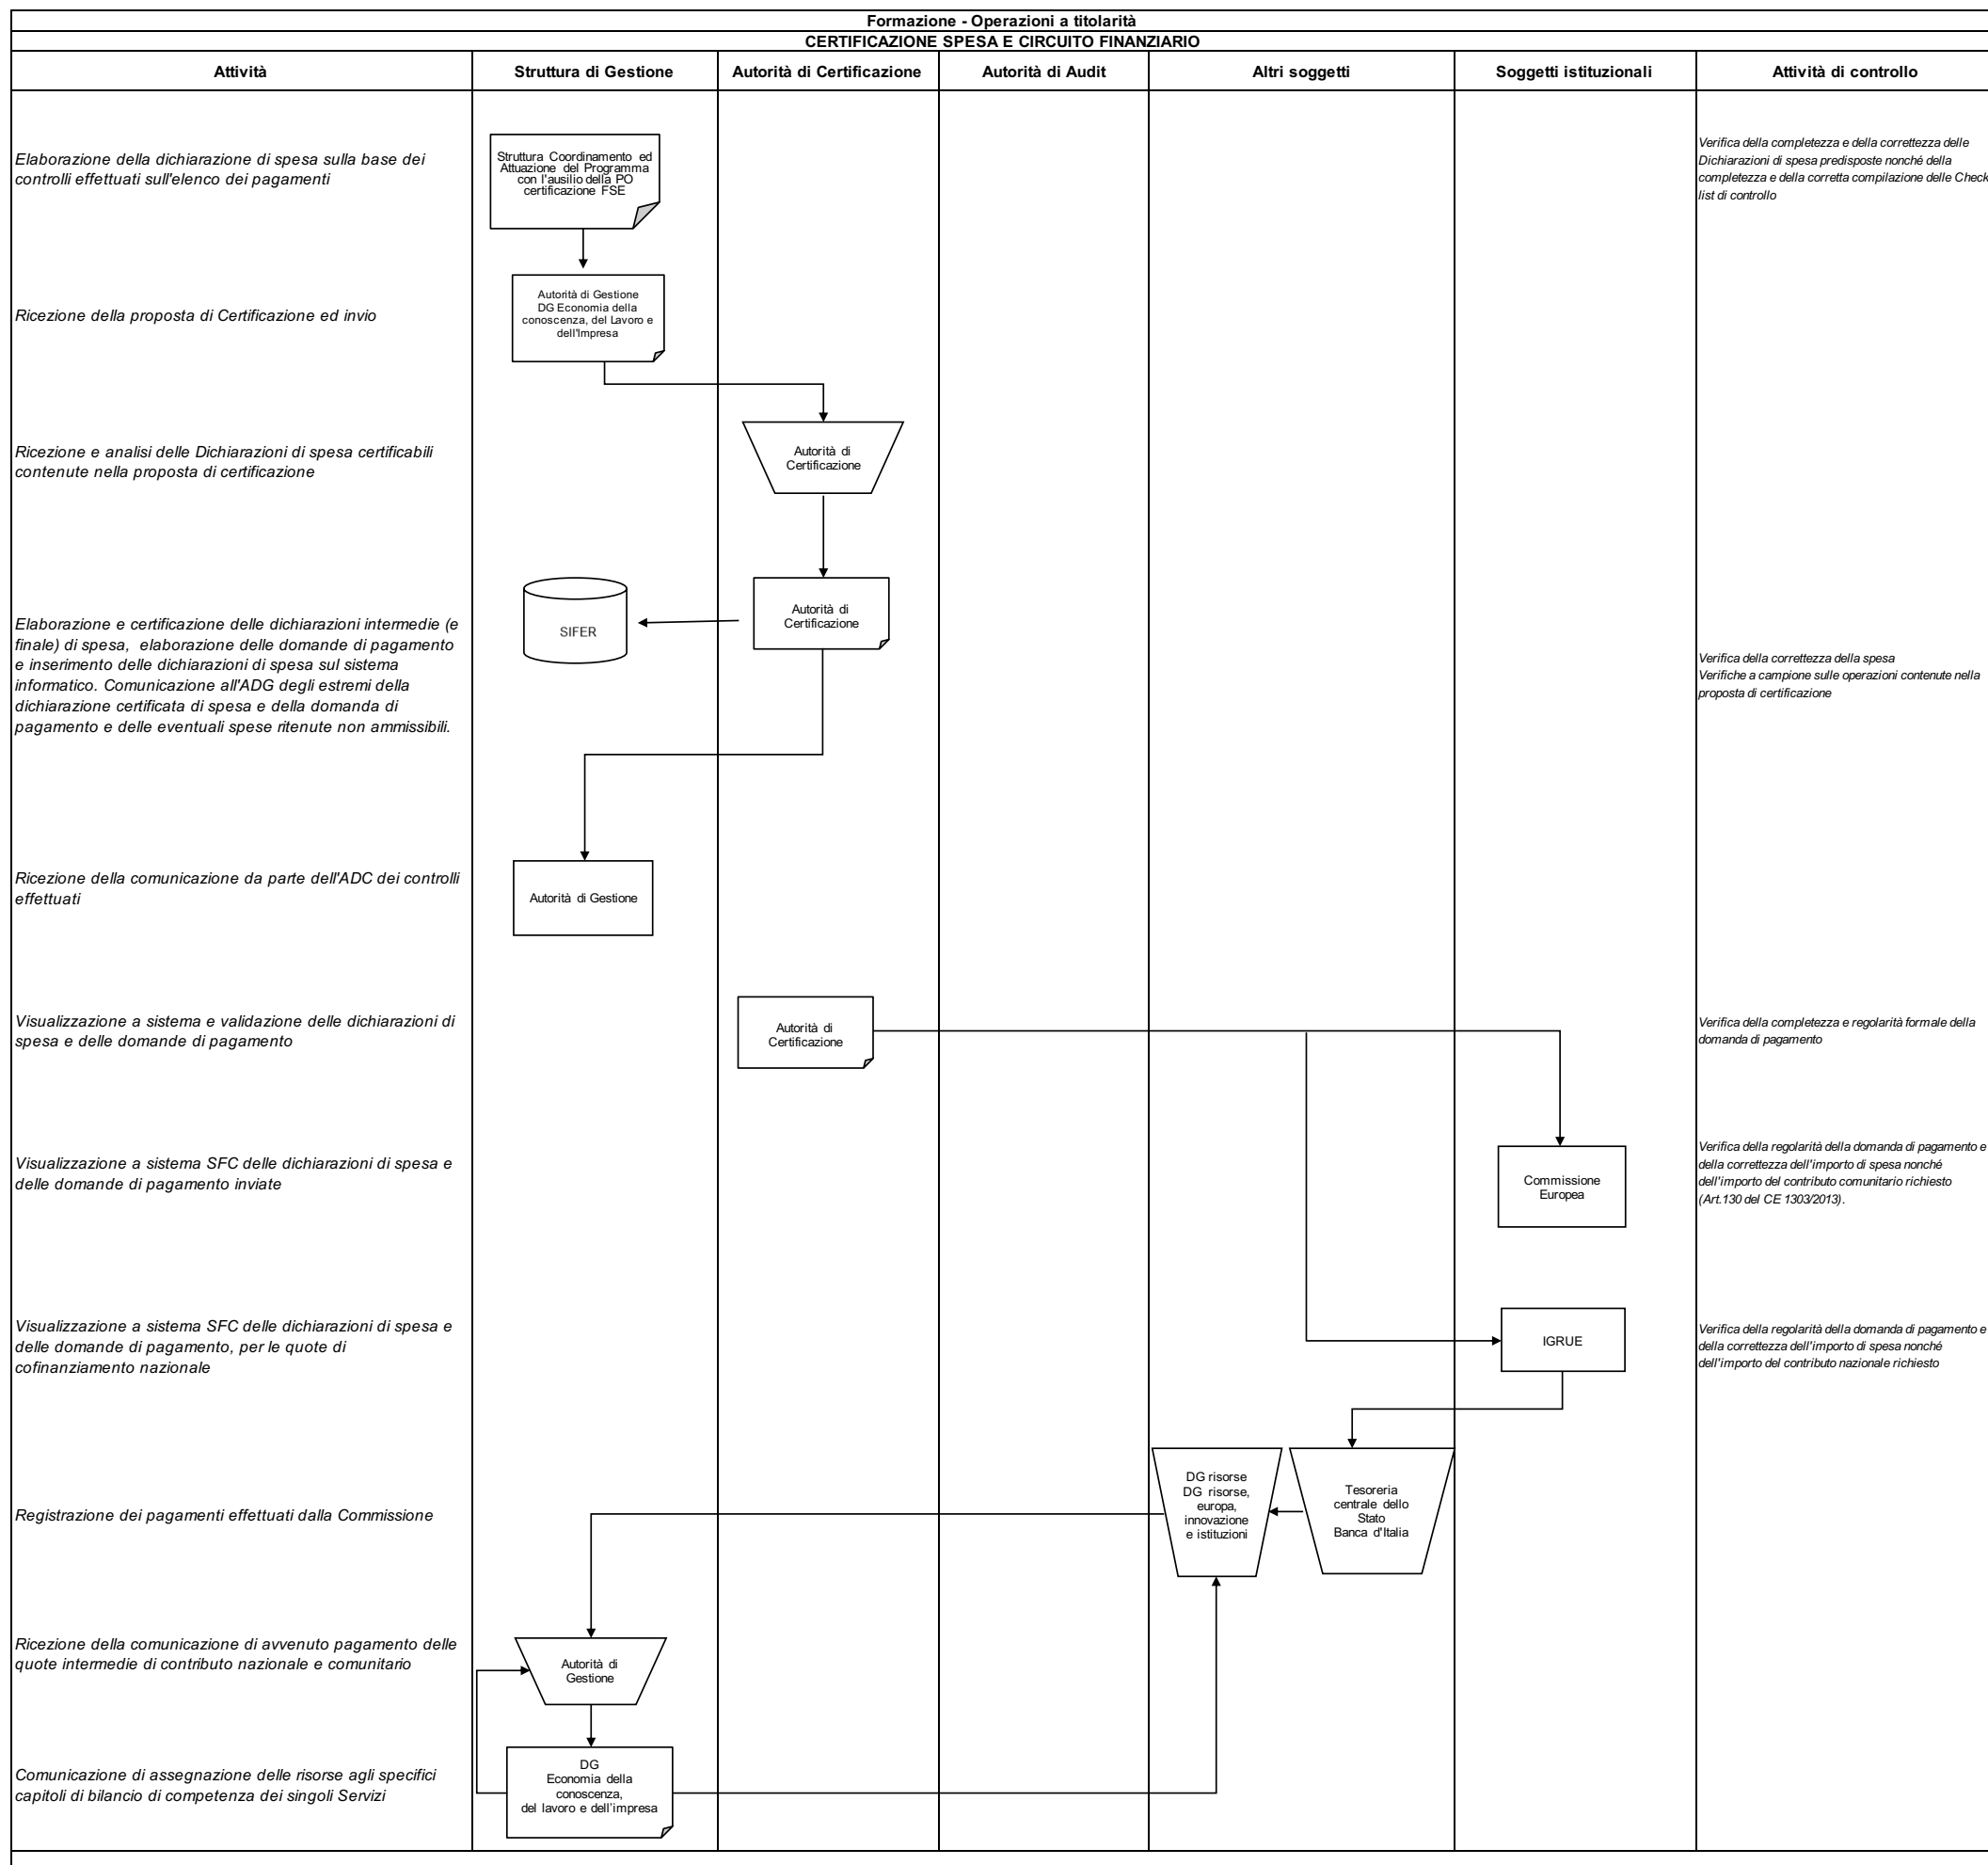 Formazione - Operazioni a titolarità
CERTIFICAZIONE SPESA E CIRCUITO FINANZIARIO
Attività
Struttura di Gestione
Autorità di Certificazione
Autorità di Audit
Altri soggetti
Soggetti istituzionali
Attività di controllo
Elaborazione della dichiarazione di spesa sulla base dei
controlli effettuati sull'elenco dei pagamenti
Struttura Coordinamento ed
Attuazione del Programma
con l'ausilio della PO
certificazione FSE
Verifica della completezza e della correttezza delle
Dichiarazioni di spesa predisposte nonché della
completezza e della corretta compilazione delle Check
list di controllo
Ricezione della proposta di Certificazione ed invio
Autorità di Gestione
DG Economia della
conoscenza, del Lavoro e
dell'Impresa
Ricezione e analisi delle Dichiarazioni di spesa certificabili
contenute nella proposta di certificazione
Autorità di
Certificazione
Elaborazione e certificazione delle dichiarazioni intermedie (e
finale) di spesa, elaborazione delle domande di pagamento
e inserimento delle dichiarazioni di spesa sul sistema
informatico. Comunicazione all'ADG degli estremi della
dichiarazione certificata di spesa e della domanda di
pagamento e delle eventuali spese ritenute non ammissibili.
SIFER
Autorità di
Certificazione
Verifica della correttezza della spesa
Verifiche a campione sulle operazioni contenute nella
proposta di certificazione
Ricezione della comunicazione da parte dell'ADC dei controlli
effettuati
Autorità di Gestione
Visualizzazione a sistema e validazione delle dichiarazioni di
spesa e delle domande di pagamento
Autorità di
Certificazione
Verifica della completezza e regolarità formale della
domanda di pagamento
Visualizzazione a sistema SFC delle dichiarazioni di spesa e
delle domande di pagamento inviate
Commissione
Europea
Verifica della regolarità della domanda di pagamento e
della correttezza dell'importo di spesa nonché
dell'importo del contributo comunitario richiesto
(Art.130 del CE 1303/2013).
Visualizzazione a sistema SFC delle dichiarazioni di spesa e
delle domande di pagamento, per le quote di
cofinanziamento nazionale
IGRUE
Verifica della regolarità della domanda di pagamento e
della correttezza dell'importo di spesa nonché
dell'importo del contributo nazionale richiesto
Registrazione dei pagamenti effettuati dalla Commissione
DG risorse
DG risorse,
europa,
innovazione
e istituzioni
Tesoreria
centrale dello
Stato
Banca d'Italia
Ricezione della comunicazione di avvenuto pagamento delle
quote intermedie di contributo nazionale e comunitario
Autorità di
Gestione
Comunicazione di assegnazione delle risorse agli specifici
capitoli di bilancio di competenza dei singoli Servizi
DG
Economia della
conoscenza,
del lavoro e dell'impresa